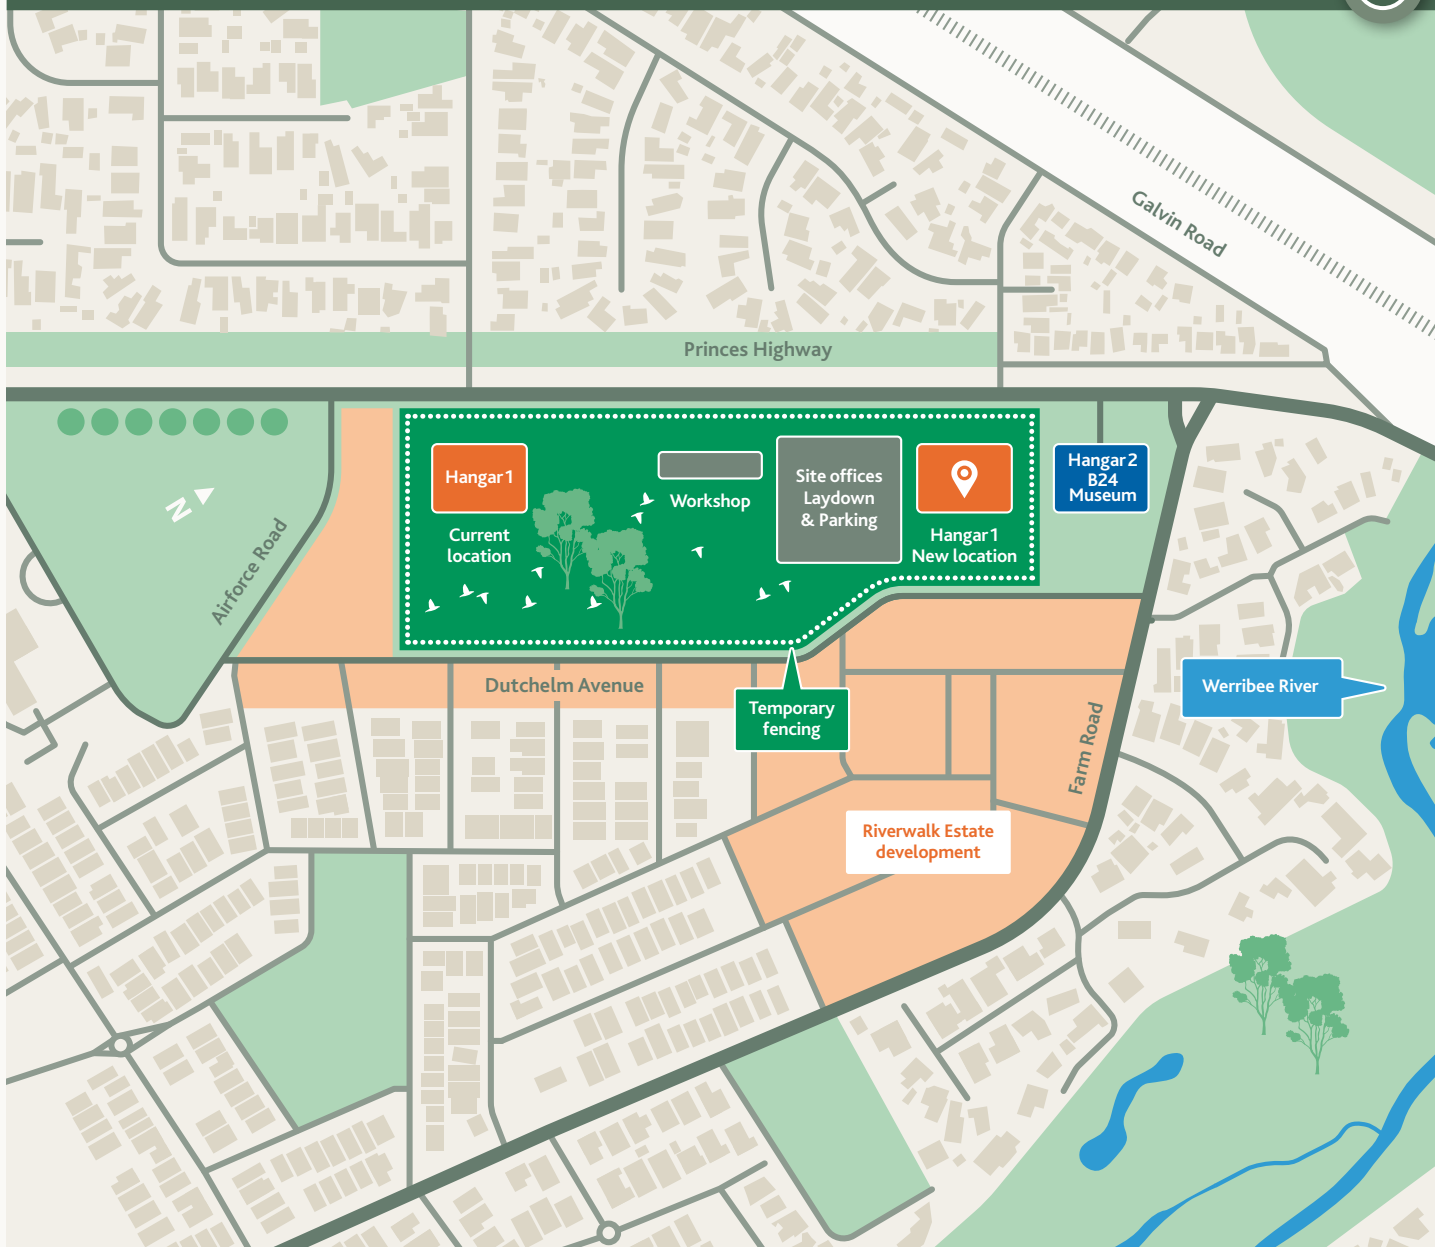 Galvin Road
Princes Highway
Hangar 1
Current
location
Workshop
Site offices
Laydown
& Parking
Hangar 1
New location
Hangar 2
B24
Museum
N
Airforce Road
Dutchelm Avenue
Temporary
fencing
Werribee River
Farm Road
Riverwalk Estate
development